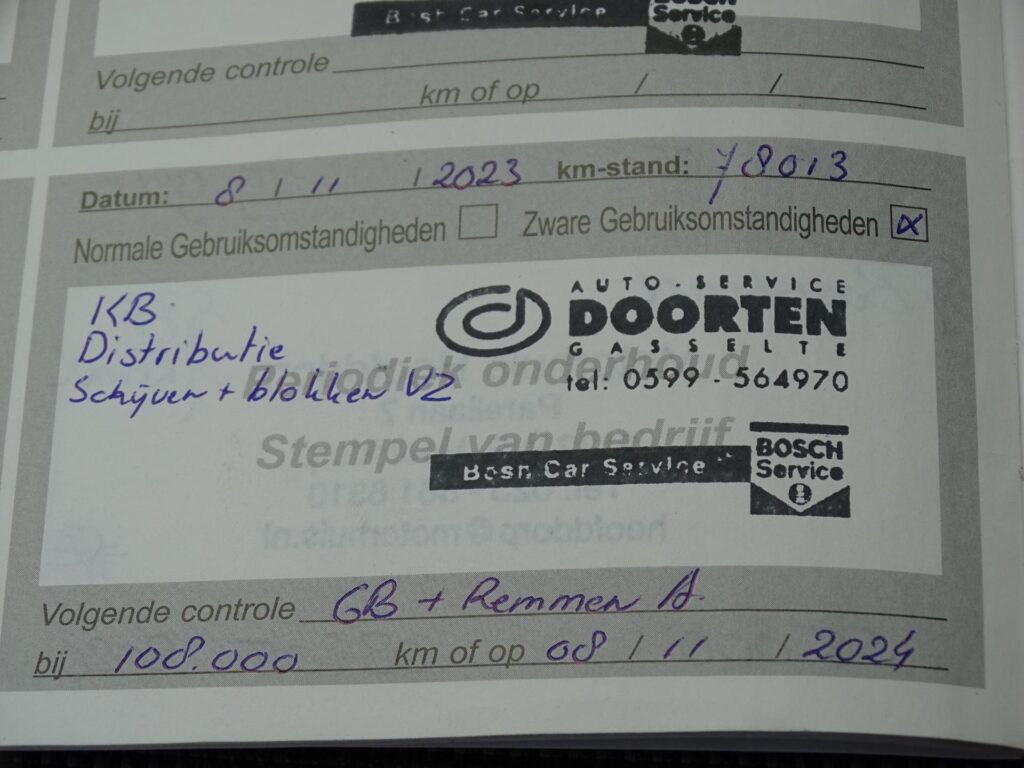 Bosn Car Service
Service
Volgende controle
bij km of op / /
Datum: 8 / 11 / 2023 km-stand: 78013
Normale Gebruiksomstandigheden Zware Gebruiksomstandigheden x
KB.
Distributie
Schijven + blokken VZ
AUTO-SERVICE
DOORTEN
GASSELTE
tel: 0599-564970
Periodiek onderhoud
Stempel van bedrijf
Bosn Car Service
BOSCH
Service
Volgende controle GB + Remmen A.
bij 108.000 km of op 08 / 11 / 2024